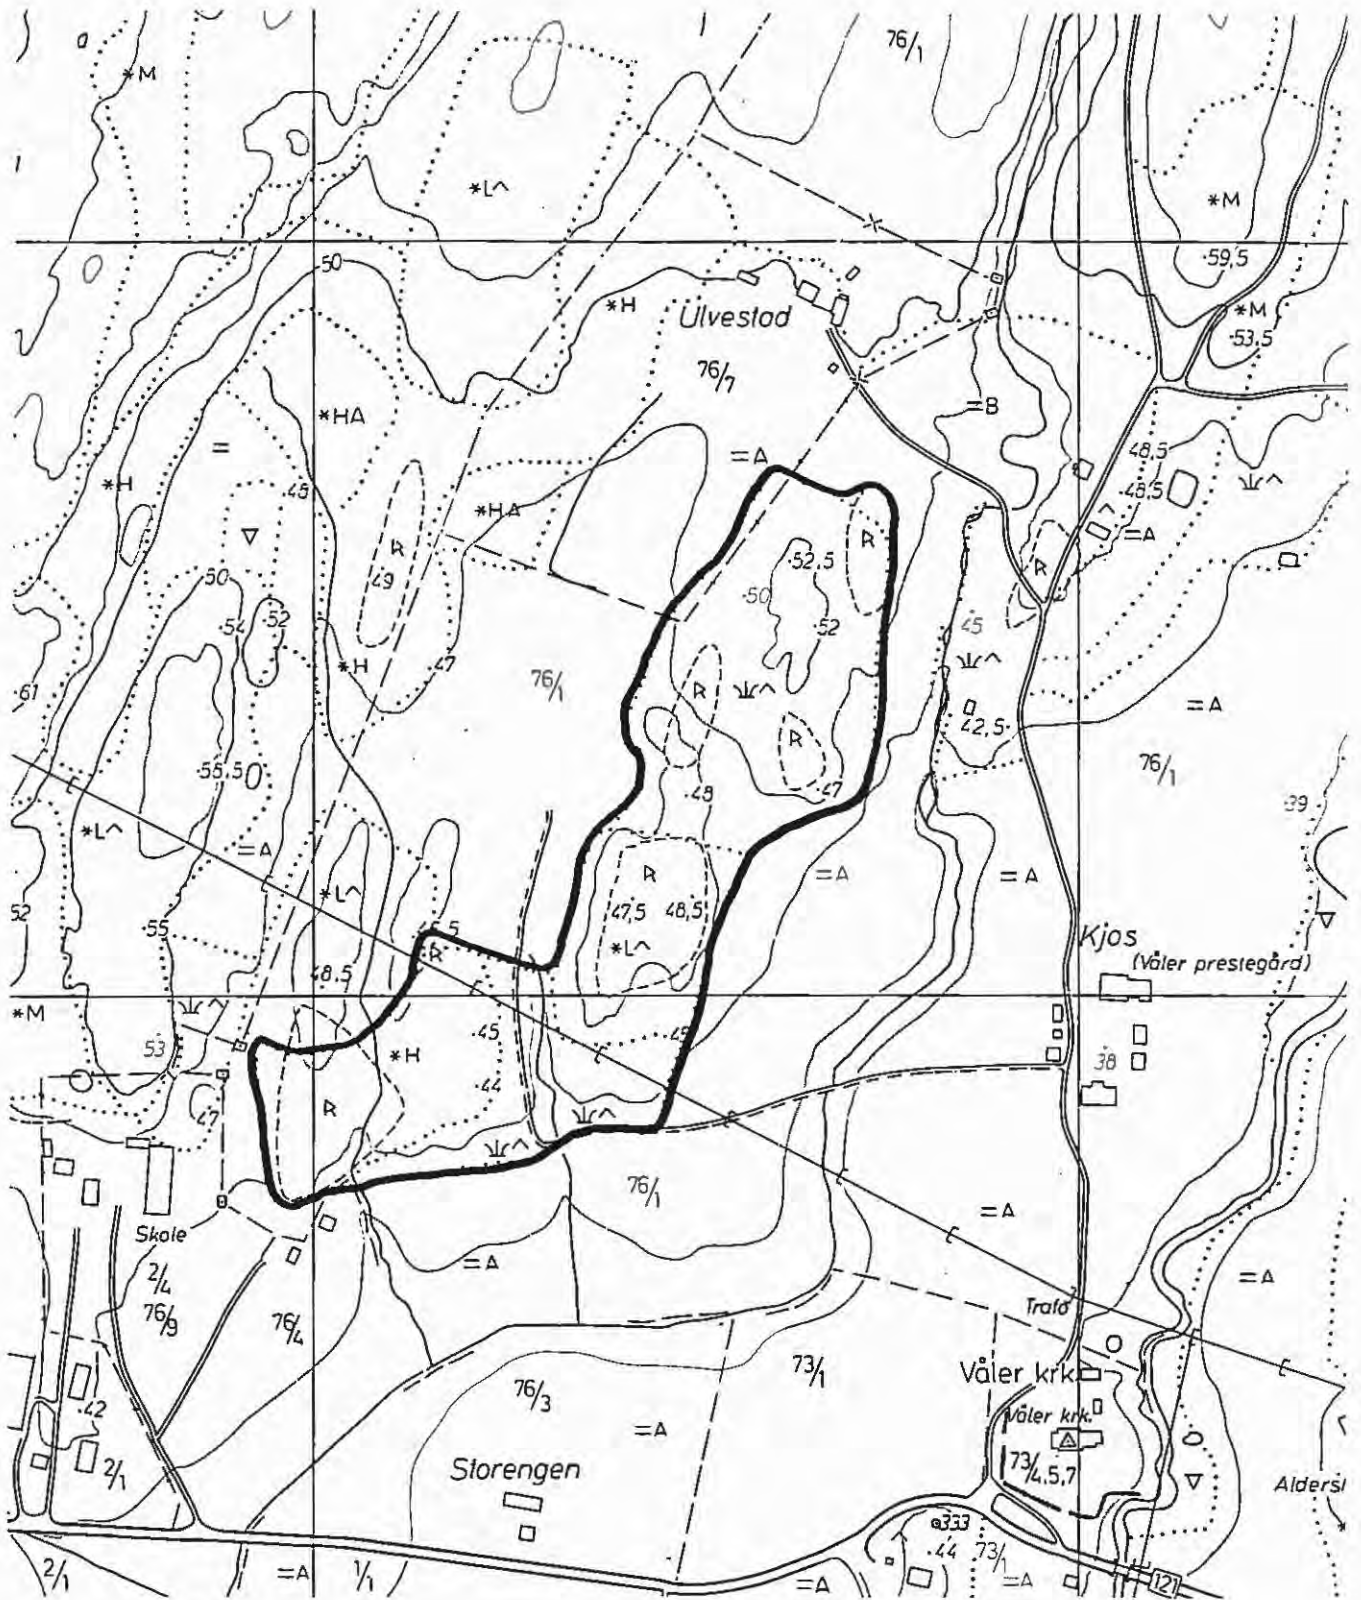 76/1
*M
*L^
*M
59,5
50
*H
*M
53,5
Ulvestad
76/7
*HA
=B
=
48,5
=A
*H
48
48,5
*HA
=A
R
R
49
52,5
R
50
50
52
54
52
45
*H
47
61
76/1
R
=A
42,5
R
76/1
55,5
48
47
39
*L^
=A
=A
=A
R
*L^
52
47,5
48,5
55
Kjos
(Våler prestegård)
*L^
R
48,5
*M
45
45
53
*H
38
44
47
R
76/1
=A
Skole
=A
=A
2/4
76/9
76/4
Trafo
73/1
Våler krk.
76/3
Våler krk.
42
=A
73/4,5,7
2/1
Storengen
Aldersl
333
44
73/1
2/1
=A
1/1
=A
=A
121